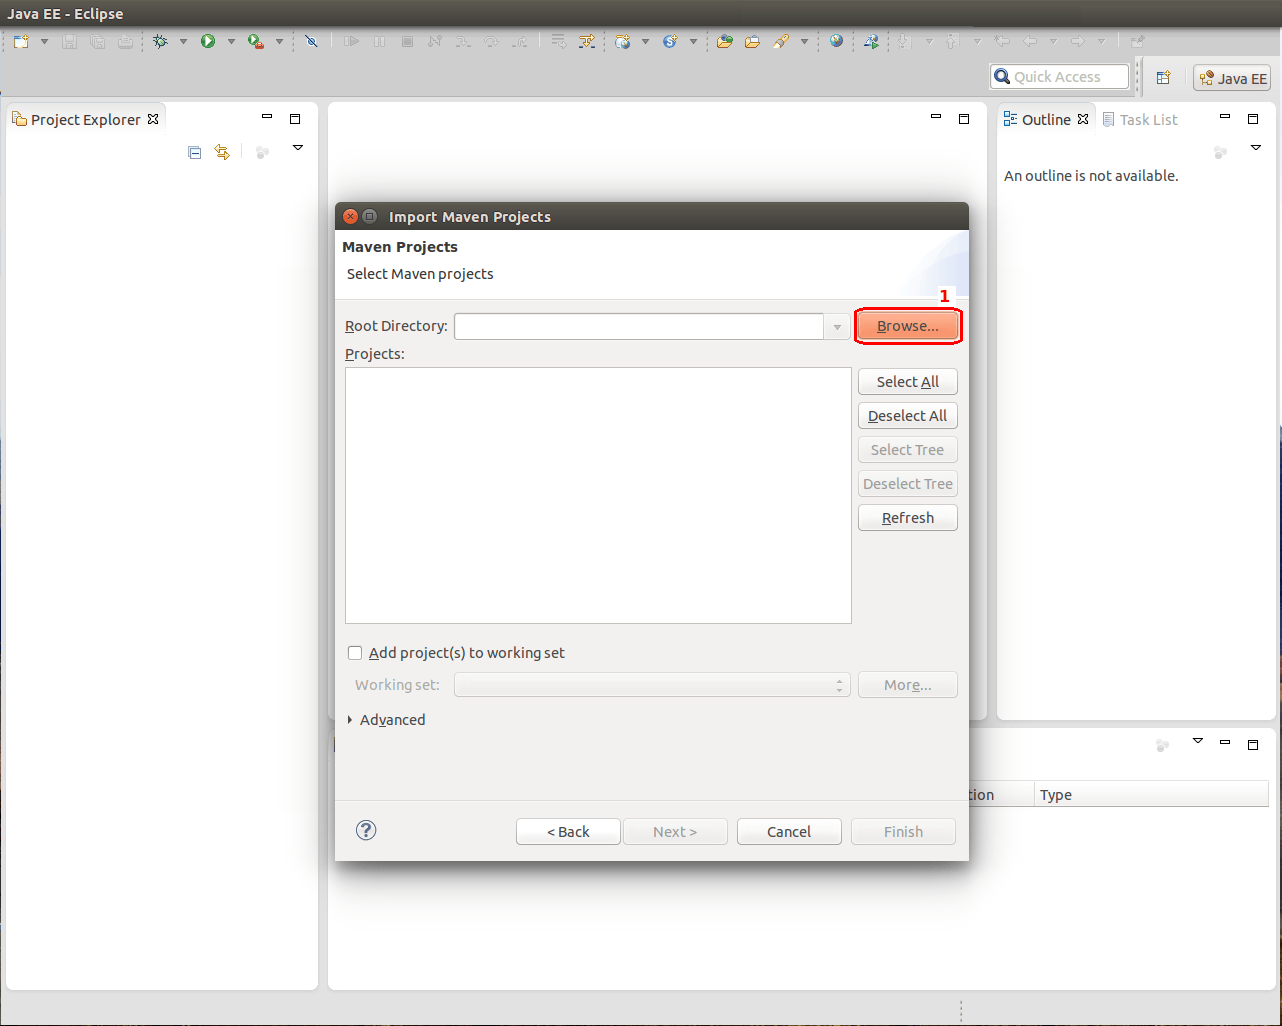 Java EE - Eclipse
Quick Access
Java EE
Project Explorer
Outline
Task List
An outline is not available.
Import Maven Projects
Maven Projects
Select Maven projects
1
Root Directory:
Browse...
Projects:
Select All
Deselect All
Select Tree
Deselect Tree
Refresh
Add project(s) to working set
Working set:
More...
Advanced
tion
Type
?
< Back
Next >
Cancel
Finish